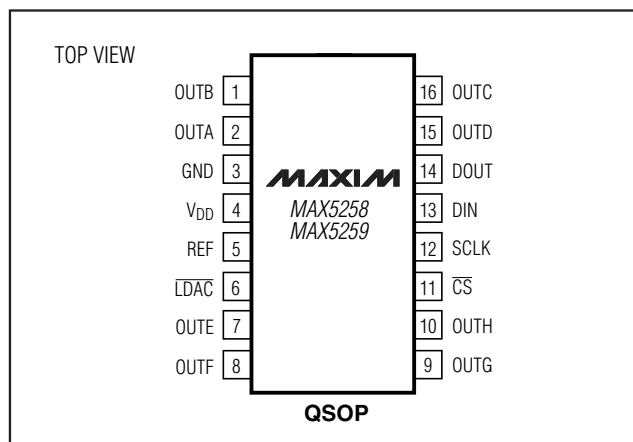 TOP VIEW
OUTB 1
OUTA 2
GND 3
VDD 4
REF 5
LDAC 6
OUTE 7
OUTF 8
MAXIM
MAX5258
MAX5259
16 OUTC
15 OUTD
14 DOUT
13 DIN
12 SCLK
11 CS
10 OUTH
9 OUTG
QSOP